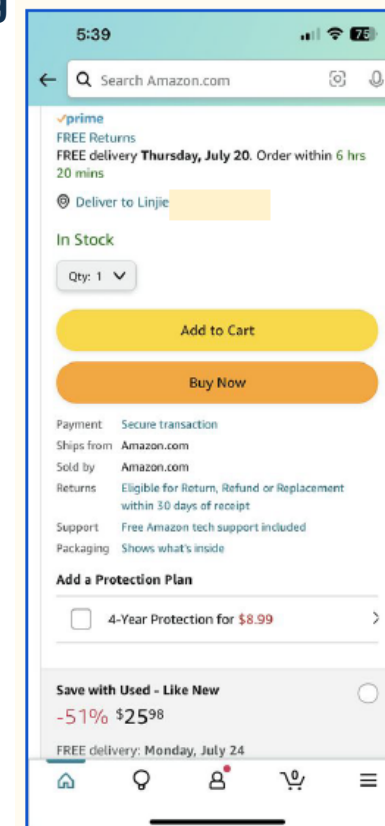 5:39
75
Search Amazon.com
prime
FREE Returns
FREE delivery Thursday, July 20. Order within 6 hrs
20 mins
Deliver to Linjie
In Stock
Qty: 1
Add to Cart
Buy Now
Payment Secure transaction
Ships from Amazon.com
Sold by Amazon.com
Returns Eligible for Return, Refund or Replacement
within 30 days of receipt
Support Free Amazon tech support included
Packaging Shows what's inside
Add a Protection Plan
4-Year Protection for $8.99
Save with Used - Like New
-51% $2598
FREE delivery: Monday, July 24
0